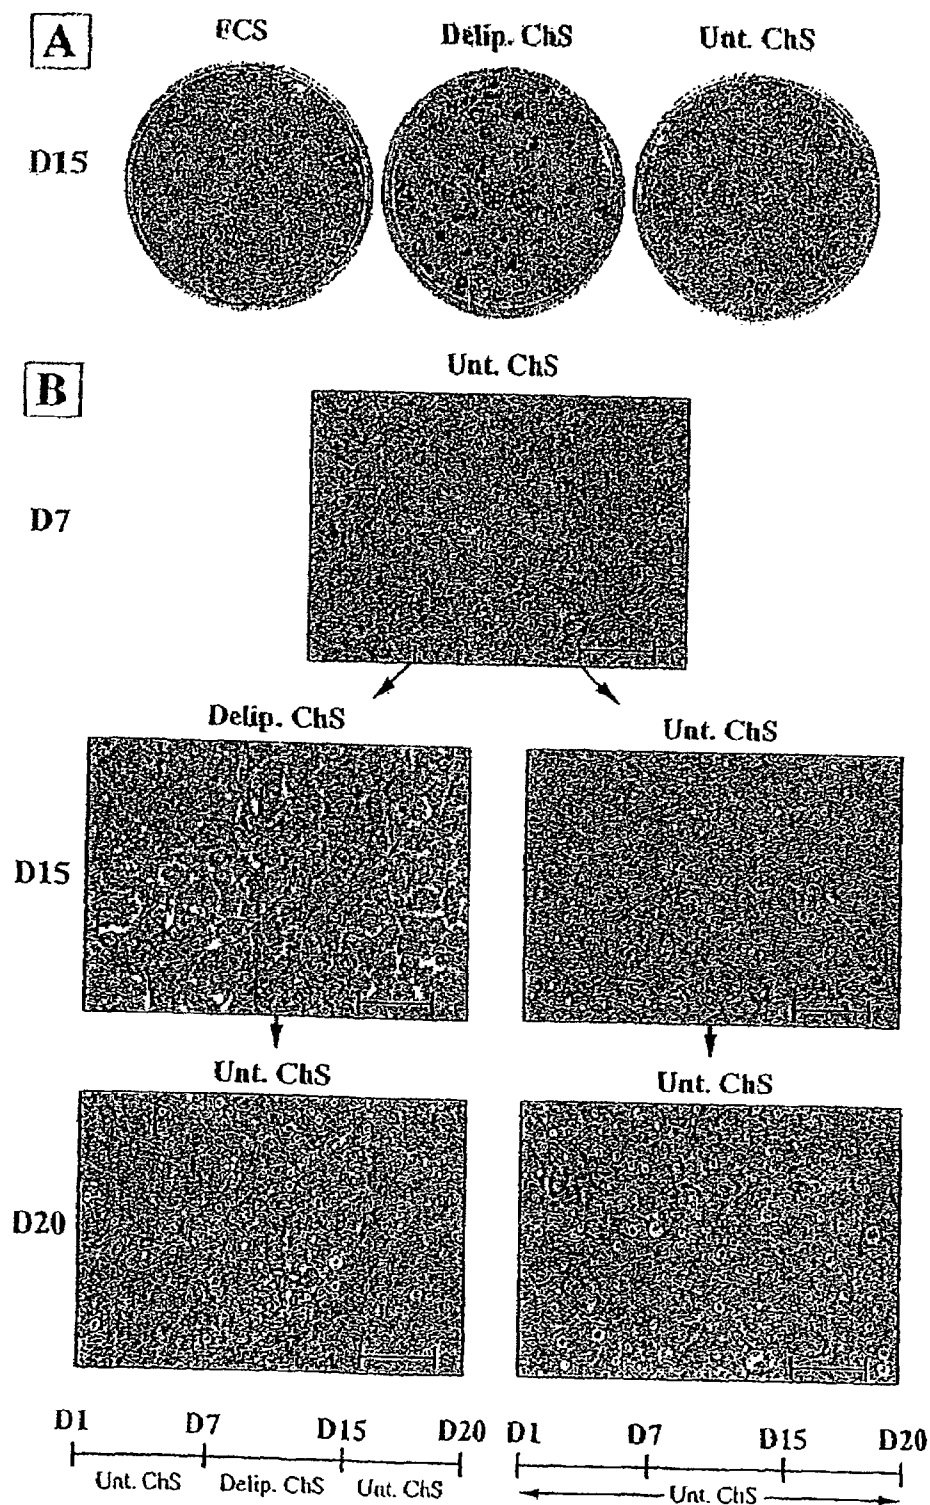 A
FCS Delip. ChS Unt. ChS
D15
B
Unt. ChS
D7
Delip. ChS Unt. ChS
D15
Unt. ChS Unt. ChS
D20
D1 D7 D15 D20 D1 D7 D15 D20
Unt. ChS Delip. ChS Unt. ChS Unt. ChS